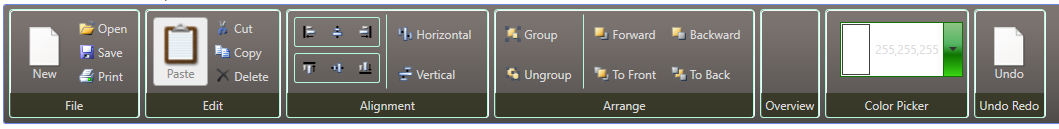 New
Open
Save
Print
File
Paste
Cut
Copy
Delete
Edit
Horizontal
Vertical
Alignment
Group
Ungroup
Forward
Backward
To Front
To Back
Arrange
Overview
255,255,255
Color Picker
Undo
Undo Redo